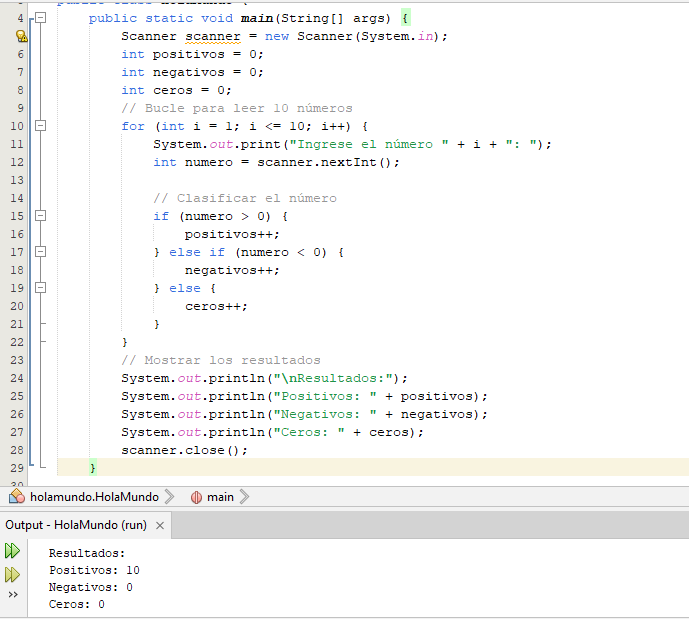 public class HolaMundo {
4 public static void main(String[] args) {
Scanner scanner = new Scanner(System.in);
6 int positivos = 0;
7 int negativos = 0;
8 int ceros = 0;
9 // Bucle para leer 10 números
10 for (int i = 1; i <= 10; i++) {
11 System.out.print("Ingrese el número " + i + ": ");
12 int numero = scanner.nextInt();
13
14 // Clasificar el número
15 if (numero > 0) {
16 positivos++;
17 } else if (numero < 0) {
18 negativos++;
19 } else {
20 ceros++;
21 }
22 }
23 // Mostrar los resultados
24 System.out.println("\nResultados:");
25 System.out.println("Positivos: " + positivos);
26 System.out.println("Negativos: " + negativos);
27 System.out.println("Ceros: " + ceros);
28 scanner.close();
29 }
30
holamundo.HolaMundo main
Output - HolaMundo (run) ×
Resultados:
Positivos: 10
Negativos: 0
Ceros: 0